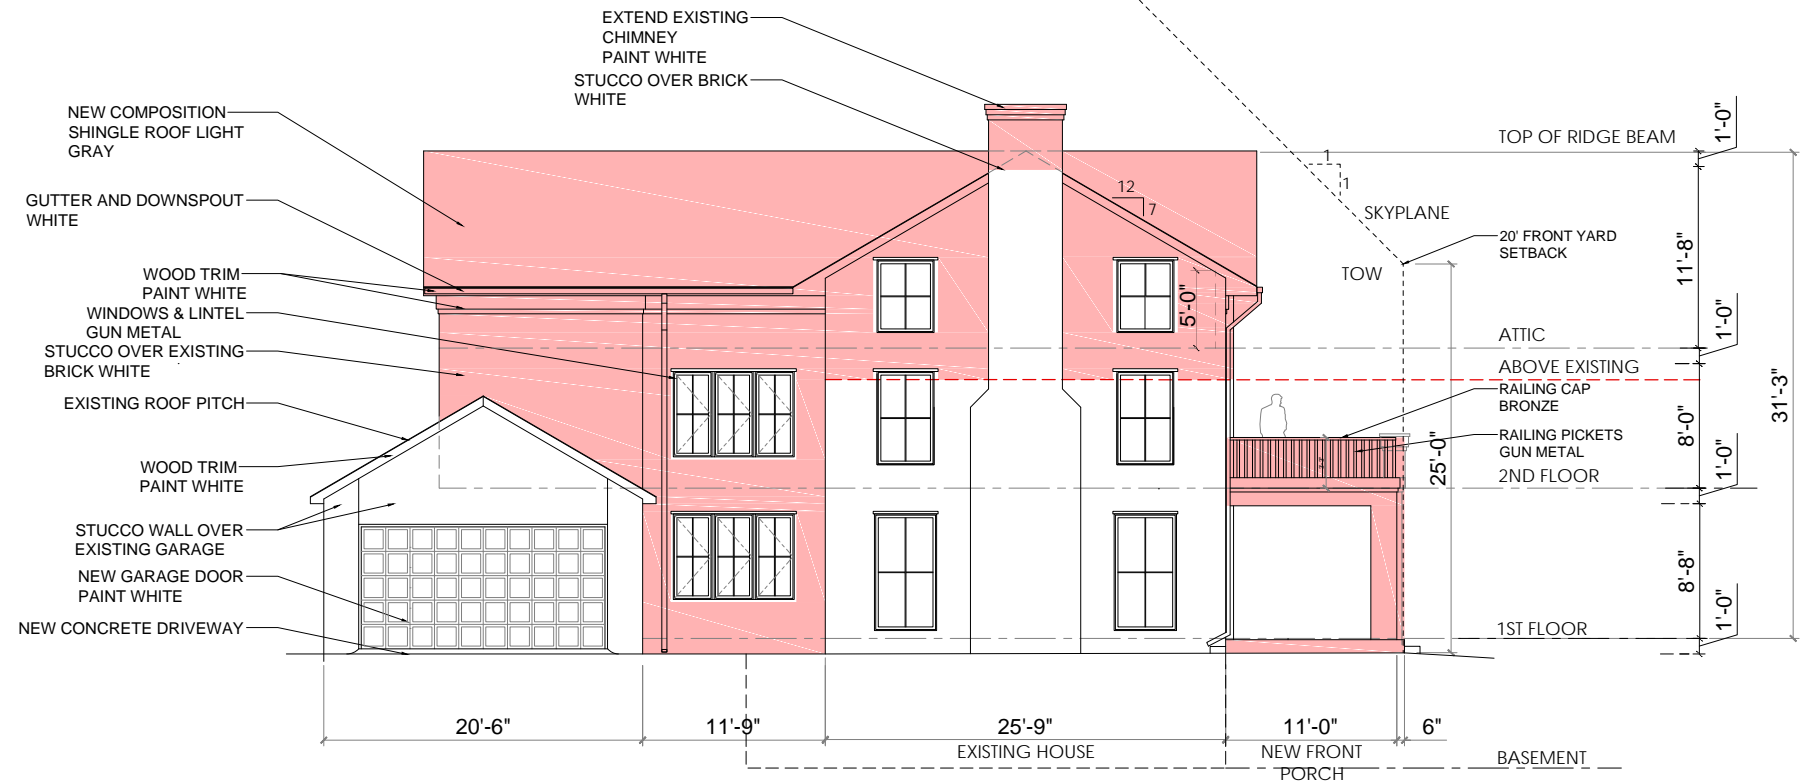 EXTEND EXISTING
CHIMNEY
PAINT WHITE
STUCCO OVER BRICK
WHITE
NEW COMPOSITION
SHINGLE ROOF LIGHT
GRAY
GUTTER AND DOWNSPOUT
WHITE
WOOD TRIM
PAINT WHITE
WINDOWS & LINTEL
GUN METAL
STUCCO OVER EXISTING
BRICK WHITE
EXISTING ROOF PITCH
WOOD TRIM
PAINT WHITE
STUCCO WALL OVER
EXISTING GARAGE
NEW GARAGE DOOR
PAINT WHITE
NEW CONCRETE DRIVEWAY
12
7
5'-0"
1
1
SKYPLANE
TOW
20' FRONT YARD
SETBACK
TOP OF RIDGE BEAM
ATTIC
ABOVE EXISTING
RAILING CAP
BRONZE
RAILING PICKETS
GUN METAL
2ND FLOOR
1ST FLOOR
BASEMENT
25'-0"
1'-0"
11'-8"
1'-0"
8'-0"
1'-0"
8'-8"
1'-0"
31'-3"
20'-6"
11'-9"
25'-9"
11'-0"
6"
EXISTING HOUSE
NEW FRONT
PORCH